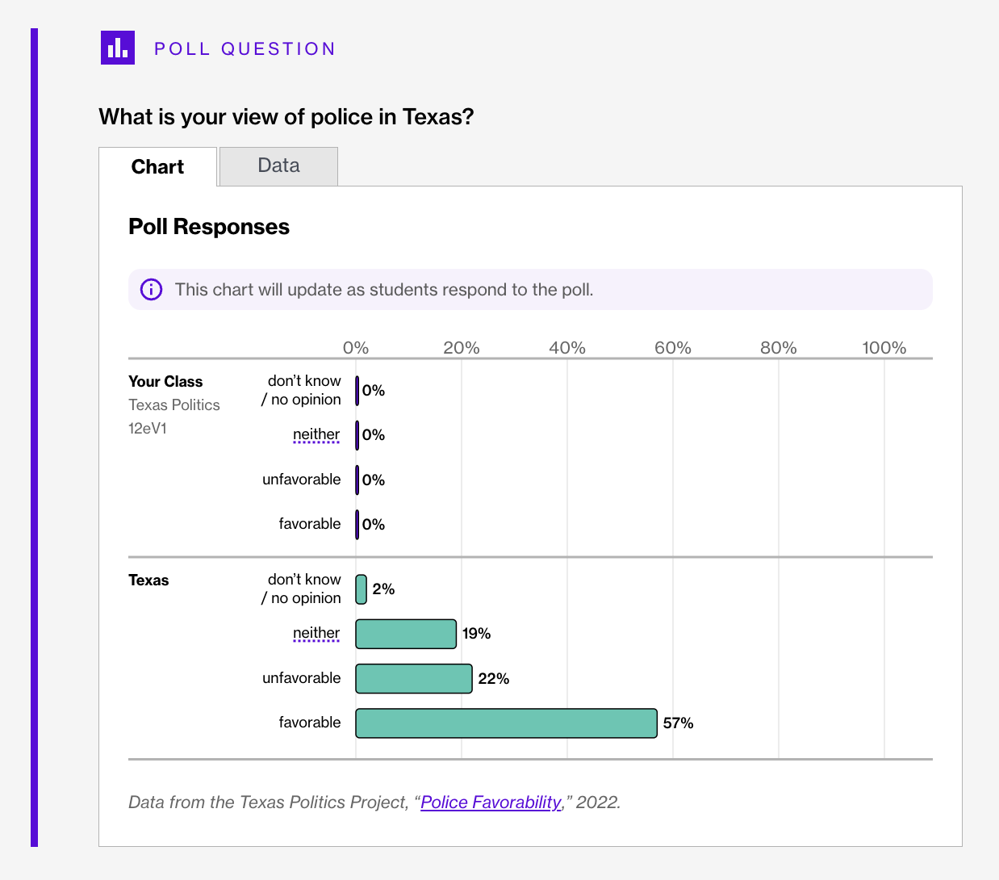 POLL QUESTION
What is your view of police in Texas?
Chart
Data
Poll Responses
This chart will update as students respond to the poll.
0% 20% 40% 60% 80% 100%
Your Class
Texas Politics
12eV1
don’t know
/ no opinion
0%
neither
0%
unfavorable
0%
favorable
0%
Texas
don’t know
/ no opinion
2%
neither
19%
unfavorable
22%
favorable
57%
Data from the Texas Politics Project, “Police Favorability,” 2022.